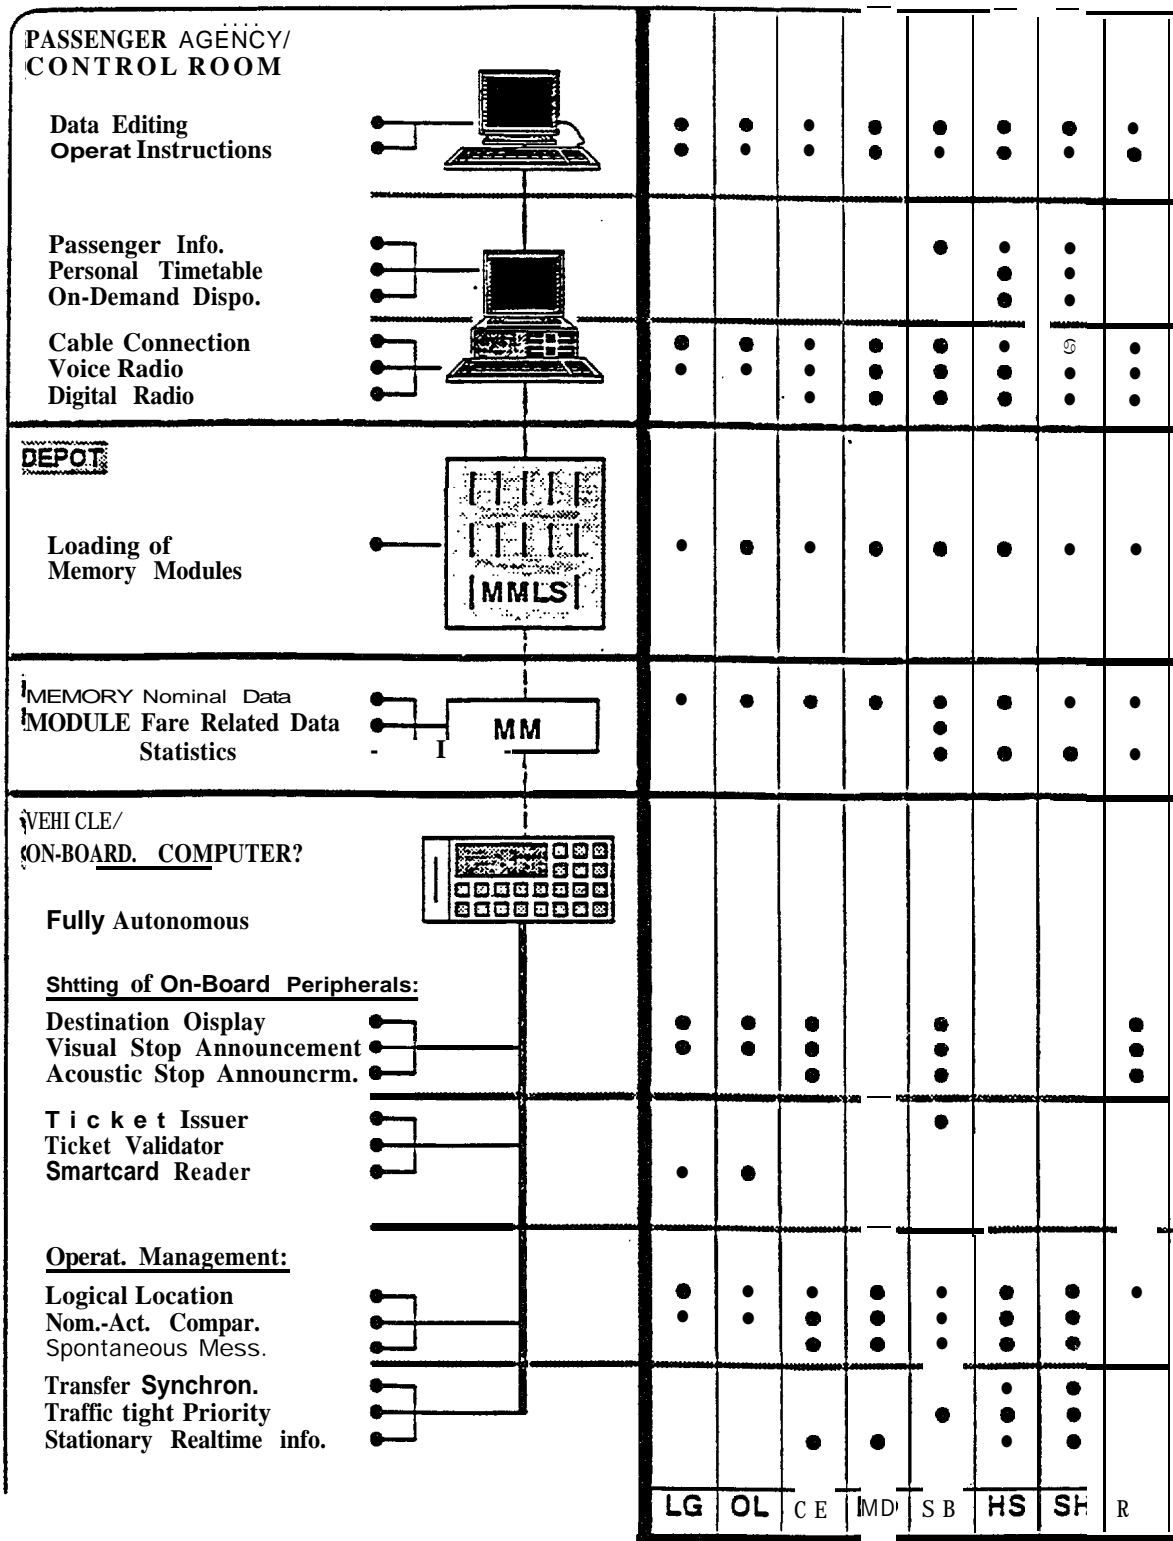 PASSENGER AGENCY/
CONTROL ROOM
Data Editing
Operat Instructions
Passenger Info.
Personal Timetable
On-Demand Dispo.
Cable Connection
Voice Radio
Digital Radio
DEPOT
Loading of
Memory Modules
MMLS
MEMORY Nominal Data
MODULE Fare Related Data
MM
Statistics
VEHICLE/
ON-BOARD. COMPUTER?
Fully Autonomous
Shtting of On-Board Peripherals:
Destination Oisplay
Visual Stop Announcement
Acoustic Stop Announcrm.
Ticket Issuer
Ticket Validator
Smartcard Reader
Operat. Management:
Logical Location
Nom.-Act. Compar.
Spontaneous Mess.
Transfer Synchron.
Traffic tight Priority
Stationary Realtime info.
LG OL CE MD SB HS SH R